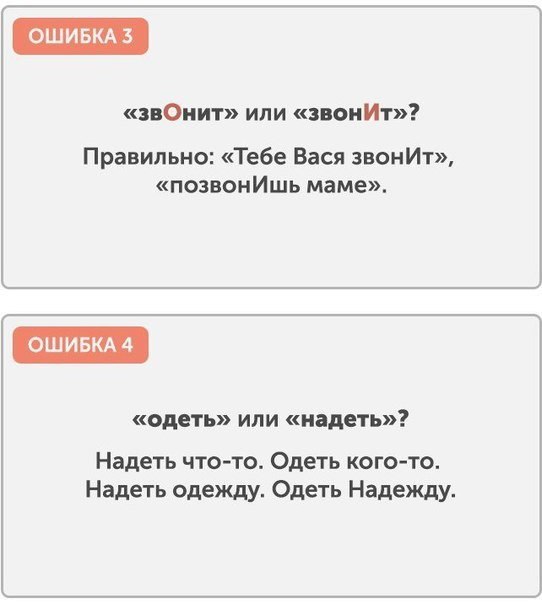 ОШИБКА 3
«звОнит» или «звонИт»?
Правильно: «Тебе Вася звонИт»,
«позвонИшь маме».
ОШИБКА 4
«одеть» или «надеть»?
Надеть что-то. Одеть кого-то.
Надеть одежду. Одеть Надежду.